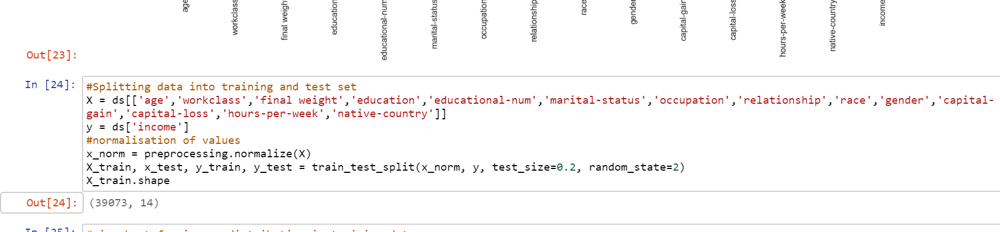 age
workclass
final weight
education
educational-num
marital-status
occupation
relationship
race
gender
capital-gain
capital-loss
hours-per-week
native-country
income
Out[23]:
In [24]:
#Splitting data into training and test set
X = ds[['age','workclass','final weight','education','educational-num','marital-status','occupation','relationship','race','gender','capital-
gain','capital-loss','hours-per-week','native-country']]
y = ds['income']
#normalisation of values
x_norm = preprocessing.normalize(X)
X_train, x_test, y_train, y_test = train_test_split(x_norm, y, test_size=0.2, random_state=2)
X_train.shape
Out[24]: (39073, 14)
In [25]: